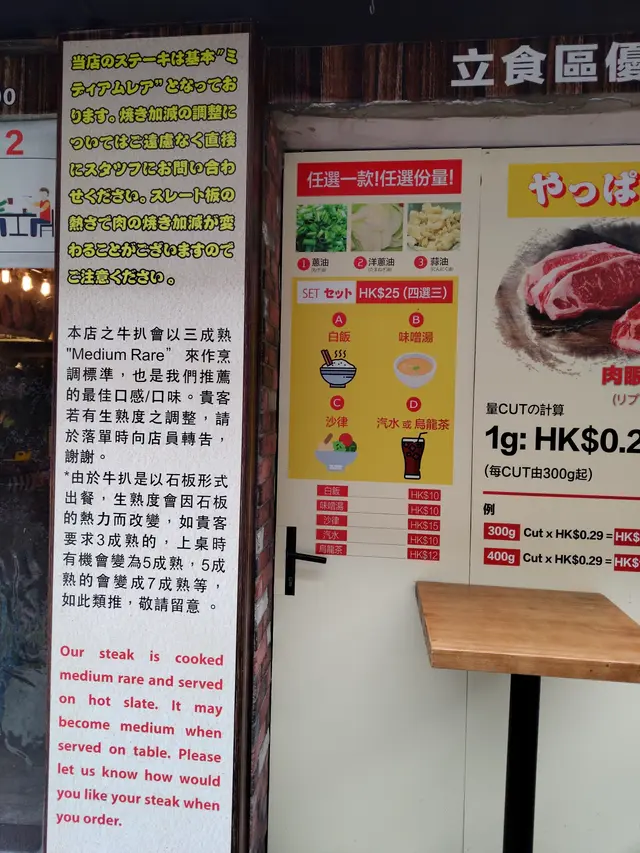 00
2
当店のステーキは基本"ミ
ディアムレア"となってお
ります。焼き加減の調整に
ついてはご遠慮なく直接
にスタッフにお問い合わ
せください。スレート板の
熱さで肉の焼き加減が変
わることがございますので
ご注意ください。
本店之牛扒會以三成熟
"Medium Rare" 來作烹
調標準，也是我們推薦
的最佳口感/口味。貴客
若有生熟度之調整，請
於落單時向店員轉告，
謝謝。
*由於牛扒是以石板形式
出餐，生熟度會因石板
的熱力而改變，如貴客
要求3成熟的，上桌時
有機會變為5成熟，5成
熟的會變成7成熟等，
如此類推，敬請留意。
Our steak is cooked
medium rare and served
on hot slate. It may
become medium when
served on table. Please
let us know how would
you like your steak when
you order.
立食區優
任選一款!任選份量!
1 蔥油
2 洋蔥油
3 蒜油
SET セット HK$25 (四選三)
A
白飯
B
味噌湯
C
沙律
D
汽水 或 烏龍茶
白飯 HK$10
味噌湯 HK$10
沙律 HK$15
汽水 HK$10
烏龍茶 HK$12
やっぱ
肉眼
(リブ
量CUTの計算
1g: HK$0.2
(每CUT由300g起)
例
300g Cut x HK$0.29 = HK$
400g Cut x HK$0.29 = HK$